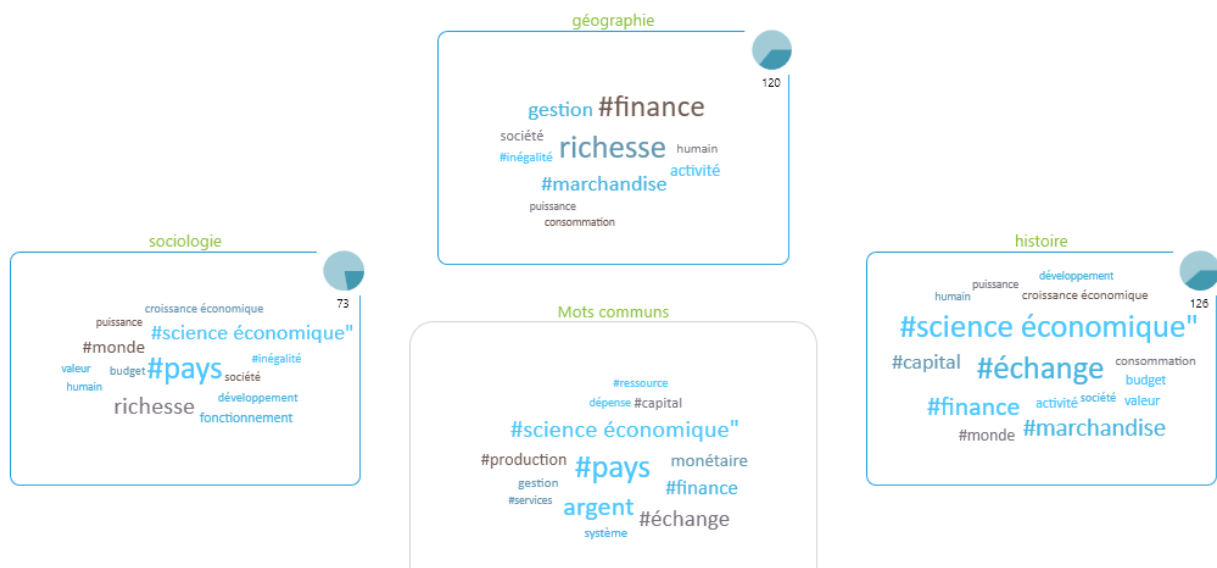 géographie
120
gestion #finance
société
richesse
humain
#inégalité
activité
#marchandise
puissance
consommation
sociologie
73
croissance économique
puissance
#science économique"
#monde
#inégalité
valeur
budget
#pays
société
humain
richesse
développement
fonctionnement
Mots communs
#ressource
dépense #capital
#science économique"
#production
#pays
monétaire
gestion
#finance
#services
argent
#échange
système
histoire
126
développement
puissance
humain
croissance économique
#science économique"
#capital
#échange
consommation
budget
#finance
activité
société
valeur
#monde
#marchandise